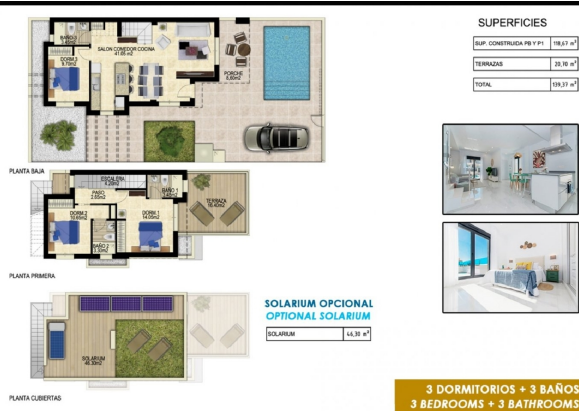 SUPERFICIES
SUP. CONSTRUIDA PB Y P1 118,67 m²
TERRAZAS 20,70 m²
TOTAL 139,37 m²
BAÑO 3
SALON COMEDOR COCINA
41.65 m2
DORM.3
9.70m2
PORCHE
PLANTA BAJA
ESCALERA
4.20m2
PASO
2.65m2
BAÑO 1
TERRAZA
DORM.2
10.65m2
DORM.1
14.05m2
BAÑO 2
PLANTA PRIMERA
SOLARIUM OPCIONAL
OPTIONAL SOLARIUM
SOLARIUM 46,30 m²
SOLARIUM
46.30m2
PLANTA CUBIERTAS
3 DORMITORIOS + 3 BAÑOS
3 BEDROOMS + 3 BATHROOMS